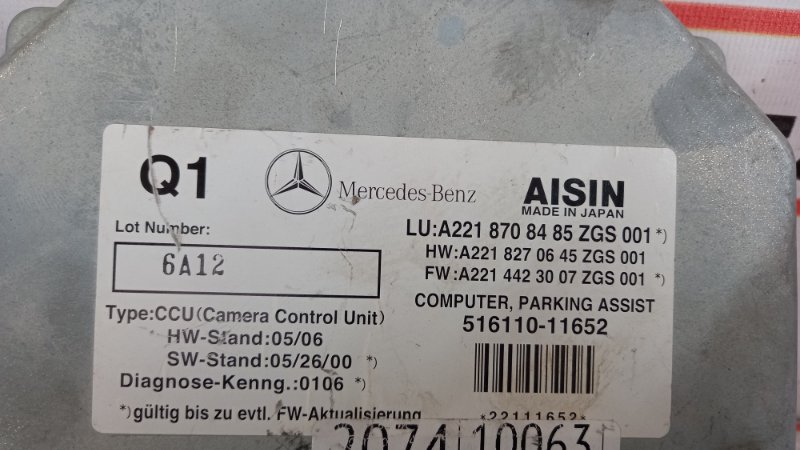 Q1 Mercedes-Benz AISIN
MADE IN JAPAN
Lot Number:
6A12
LU:A221 870 84 85 ZGS 001 *)
HW:A221 827 06 45 ZGS 001
FW:A221 442 30 07 ZGS 001 *)
COMPUTER, PARKING ASSIST
516110-11652
Type:CCU(Camera Control Unit)
HW-Stand:05/06
SW-Stand:05/26/00 *)
Diagnose-Kenng.:0106 *)
*)gültig bis zu evtl. FW-Aktualisierung
*22111652*
2074 10063